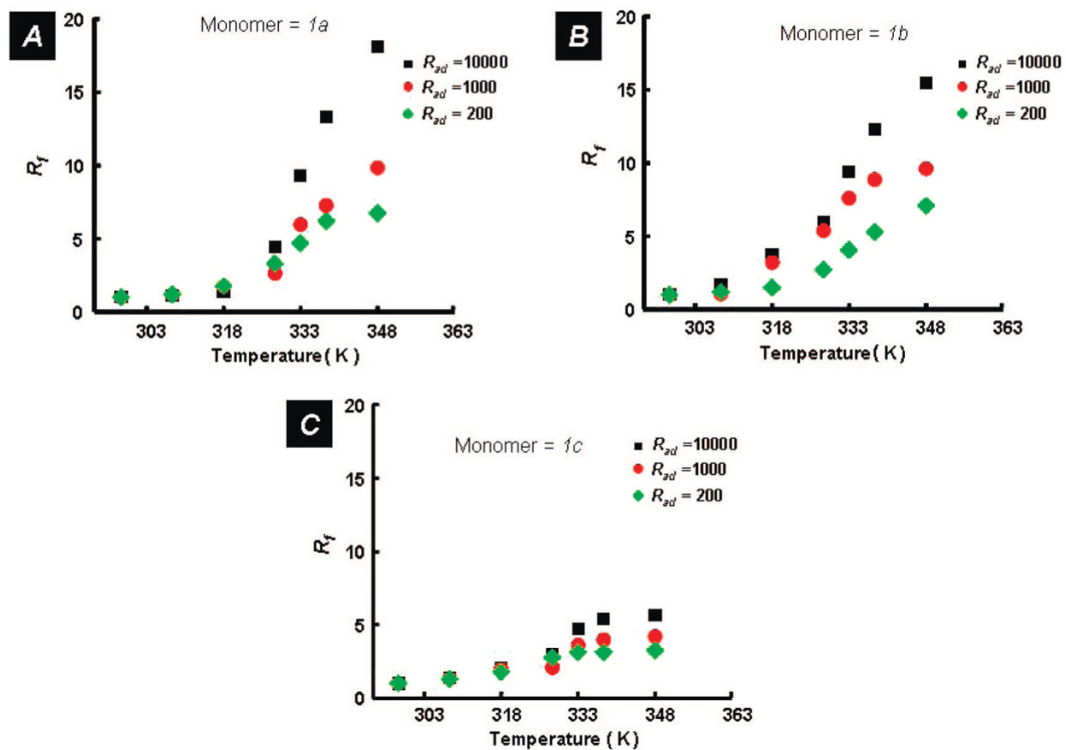 A
Monomer = 1a
R_ad =10000
R_ad =1000
R_ad = 200
20
15
10
5
0
R_f
303 318 333 348 363
Temperature ( K )
B
Monomer = 1b
R_ad =10000
R_ad =1000
R_ad = 200
20
15
10
5
0
R_f
303 318 333 348 363
Temperature ( K )
C
Monomer = 1c
R_ad =10000
R_ad =1000
R_ad = 200
20
15
10
5
0
R_f
303 318 333 348 363
Temperature ( K )